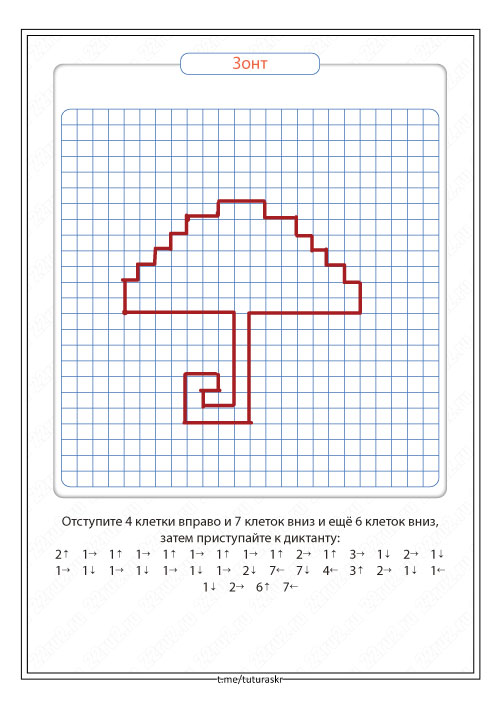 Зонт
Отступите 4 клетки вправо и 7 клеток вниз и ещё 6 клеток вниз,
затем приступайте к диктанту:
2↑ 1→ 1↑ 1→ 1↑ 1→ 1↑ 1→ 1↑ 2→ 1↑ 3→ 1↓ 2→ 1↓
1→ 1↓ 1→ 1↓ 1→ 1↓ 1→ 2↓ 7← 7↓ 4← 3↑ 2→ 1↓ 1←
1↓ 2→ 6↑ 7←
t.me/tuturaskr